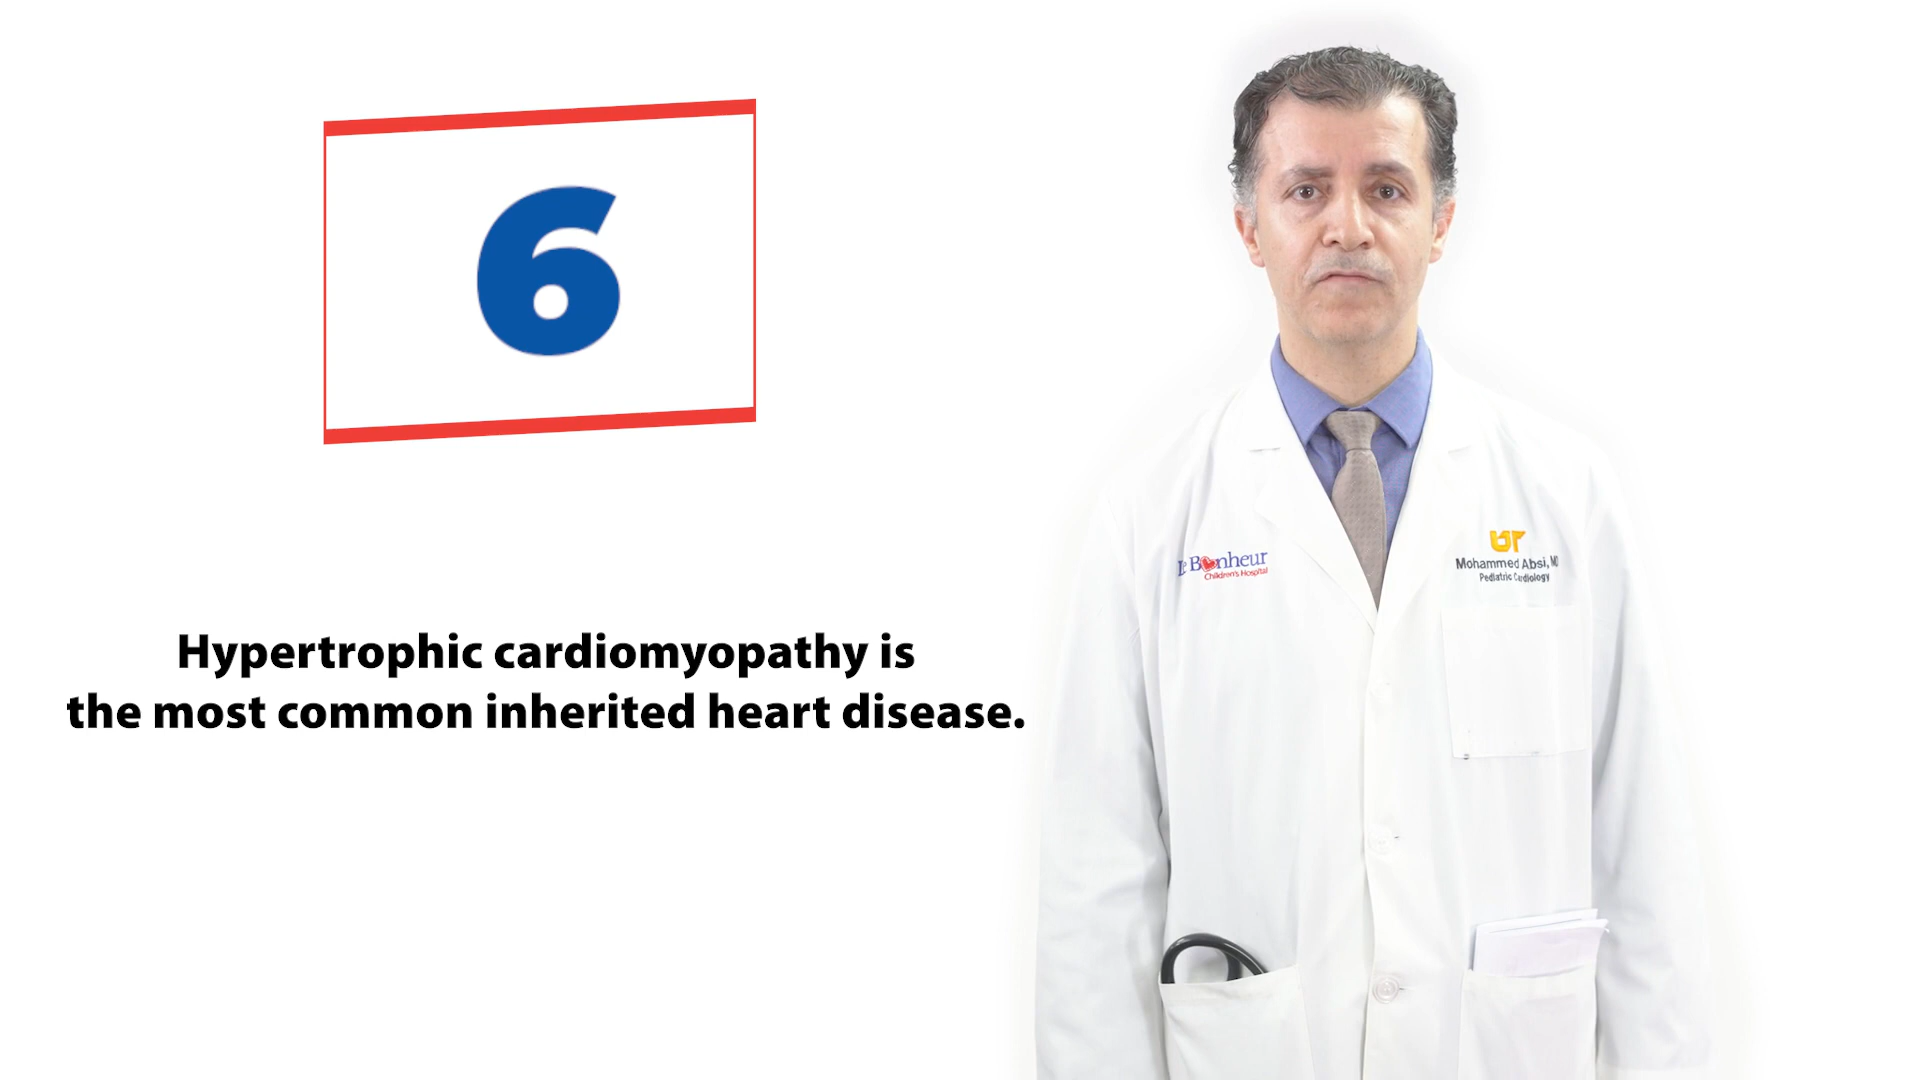 6
Hypertrophic cardiomyopathy is
the most common inherited heart disease.
Le Bonheur
Children's Hospital
UT
Mohammed Absi, MD
Pediatric Cardiology